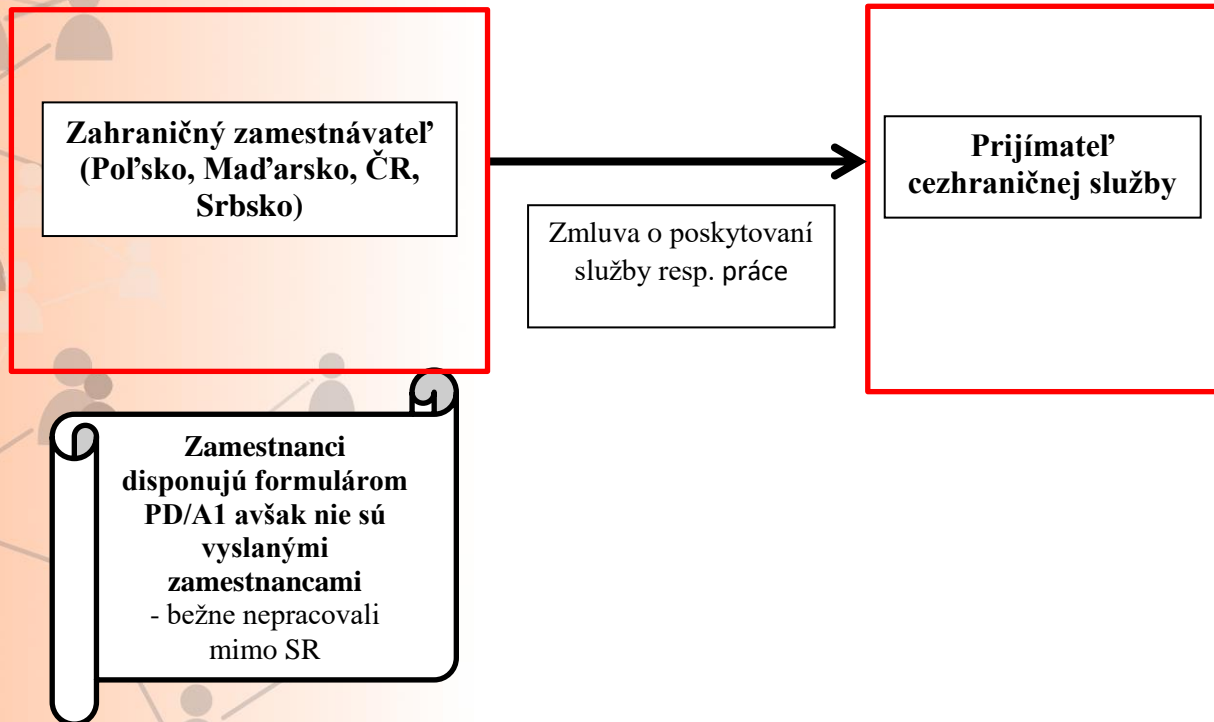 Zahraničný zamestnávateľ
(Poľsko, Maďarsko, ČR,
Srbsko)
Zmluva o poskytovaní
služby resp. práce
Prijímateľ
cezhraničnej služby
Zamestnanci
disponujú formulárom
PD/A1 avšak nie sú
vyslanými
zamestnancami
- bežne nepracovali
mimo SR